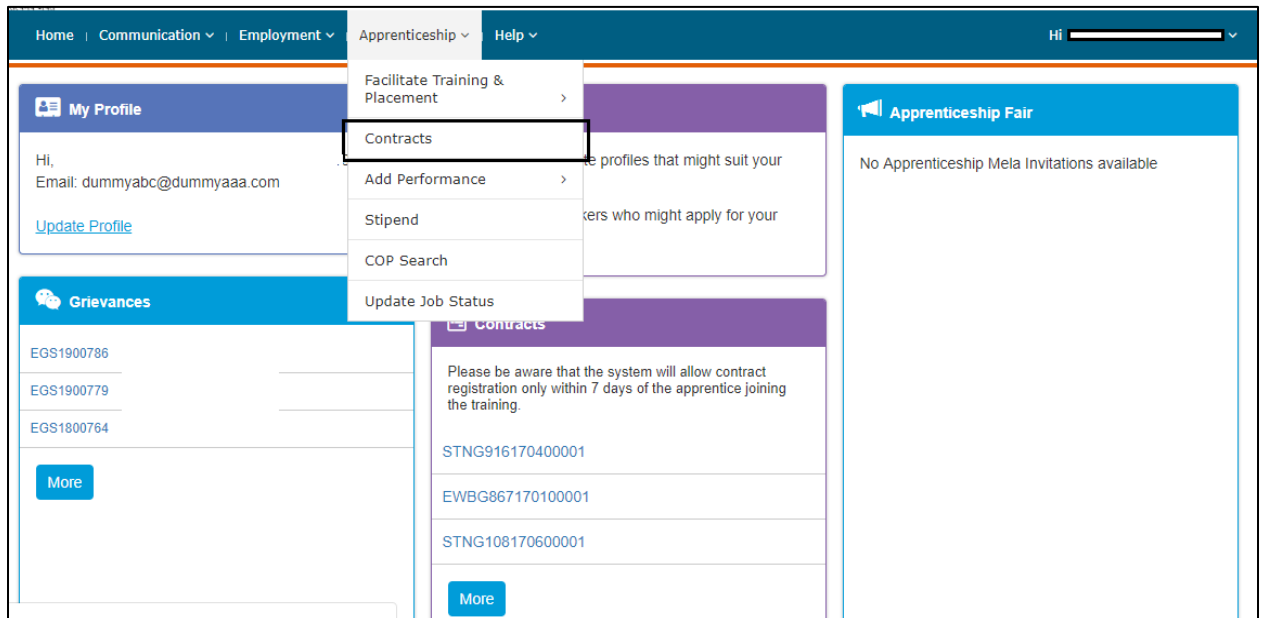 Home | Communication | Employment | Apprenticeship | Help
Hi
Facilitate Training &
Placement
Contracts
Add Performance
Stipend
COP Search
Update Job Status
My Profile
Hi,
Email: dummyabc@dummyaaa.com
Update Profile
profiles that might suit your
who might apply for your
Apprenticeship Fair
No Apprenticeship Mela Invitations available
Grievances
EGS1900786
EGS1900779
EGS1800764
More
Contracts
Please be aware that the system will allow contract
registration only within 7 days of the apprentice joining
the training.
STNG916170400001
EWBG867170100001
STNG108170600001
More